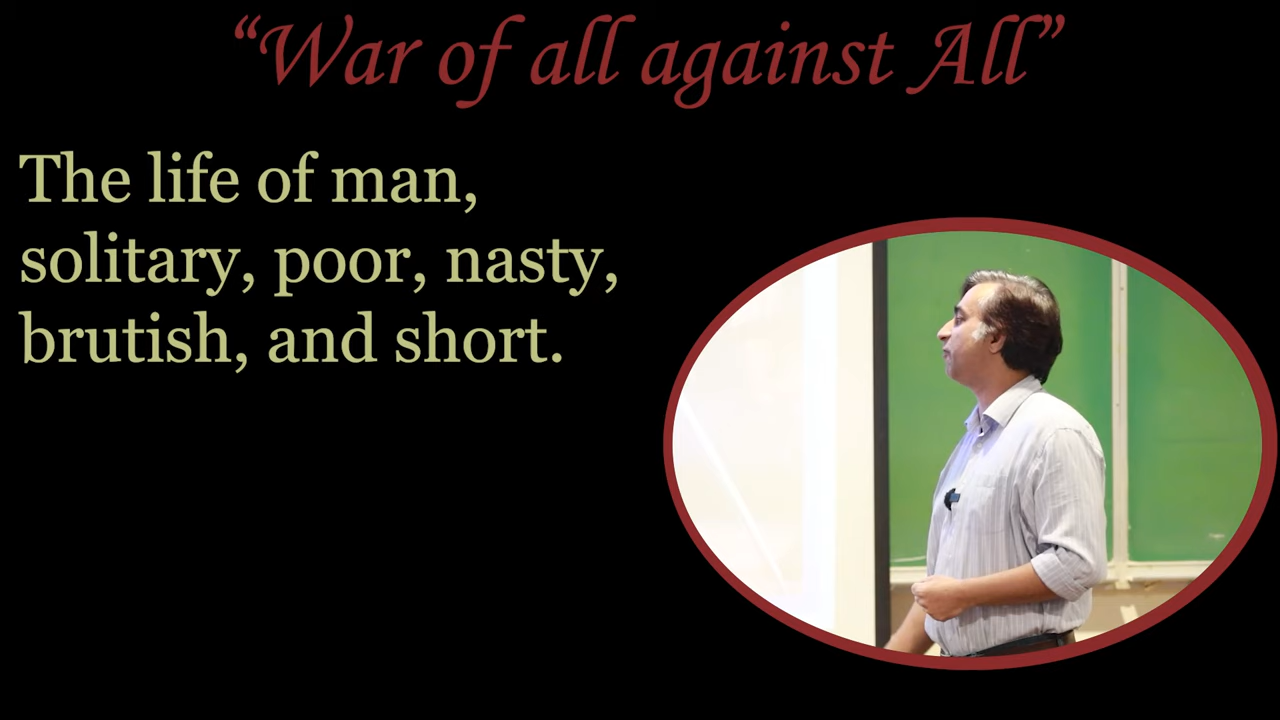 “War of all against All”
The life of man,
solitary, poor, nasty,
brutish, and short.